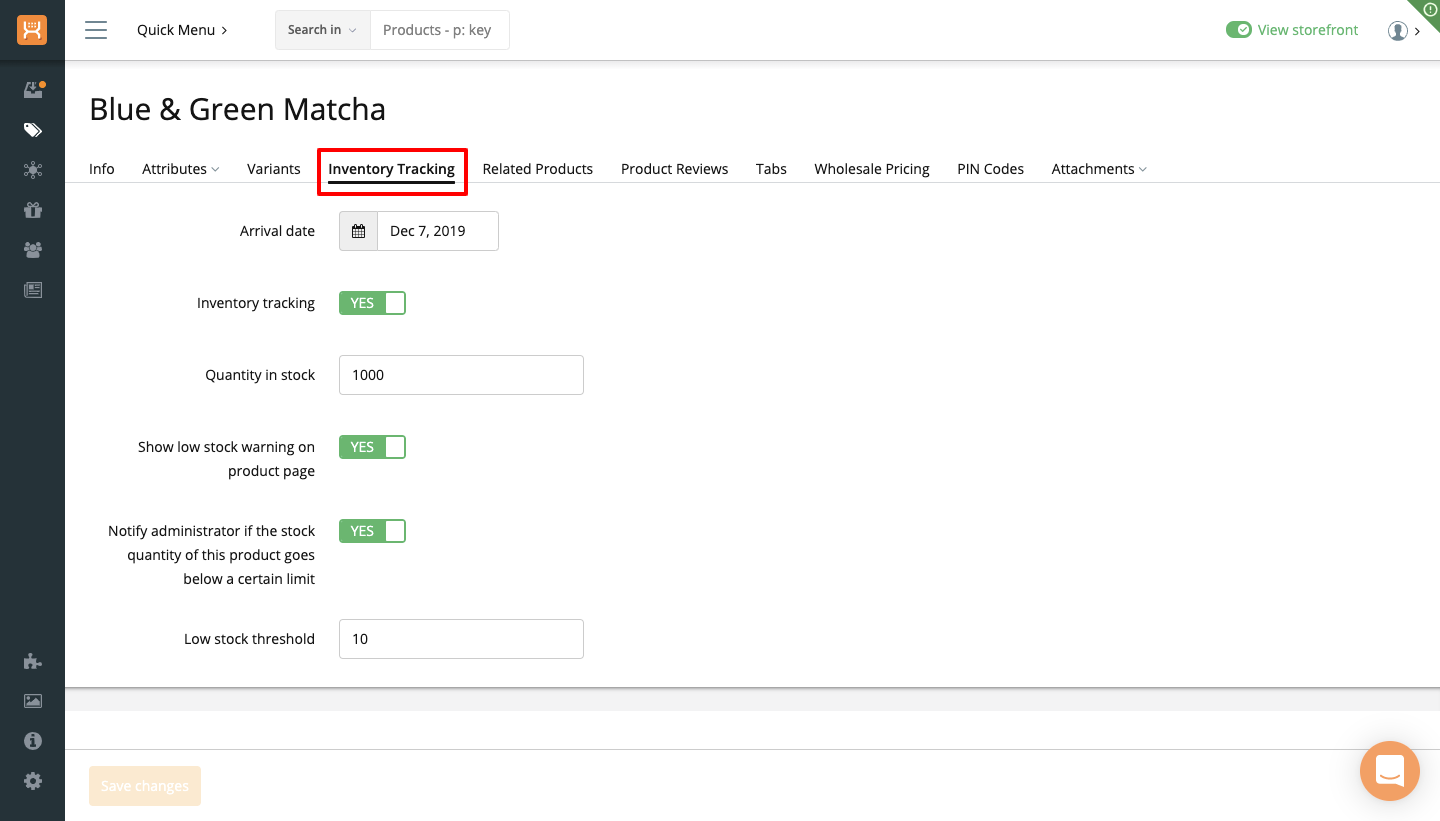 Quick Menu
Search in
Products - p: key
View storefront
Blue & Green Matcha
Info Attributes Variants Inventory Tracking Related Products Product Reviews Tabs Wholesale Pricing PIN Codes Attachments
Arrival date Dec 7, 2019
Inventory tracking YES
Quantity in stock 1000
Show low stock warning on YES
product page
Notify administrator if the stock YES
quantity of this product goes
below a certain limit
Low stock threshold 10
Save changes